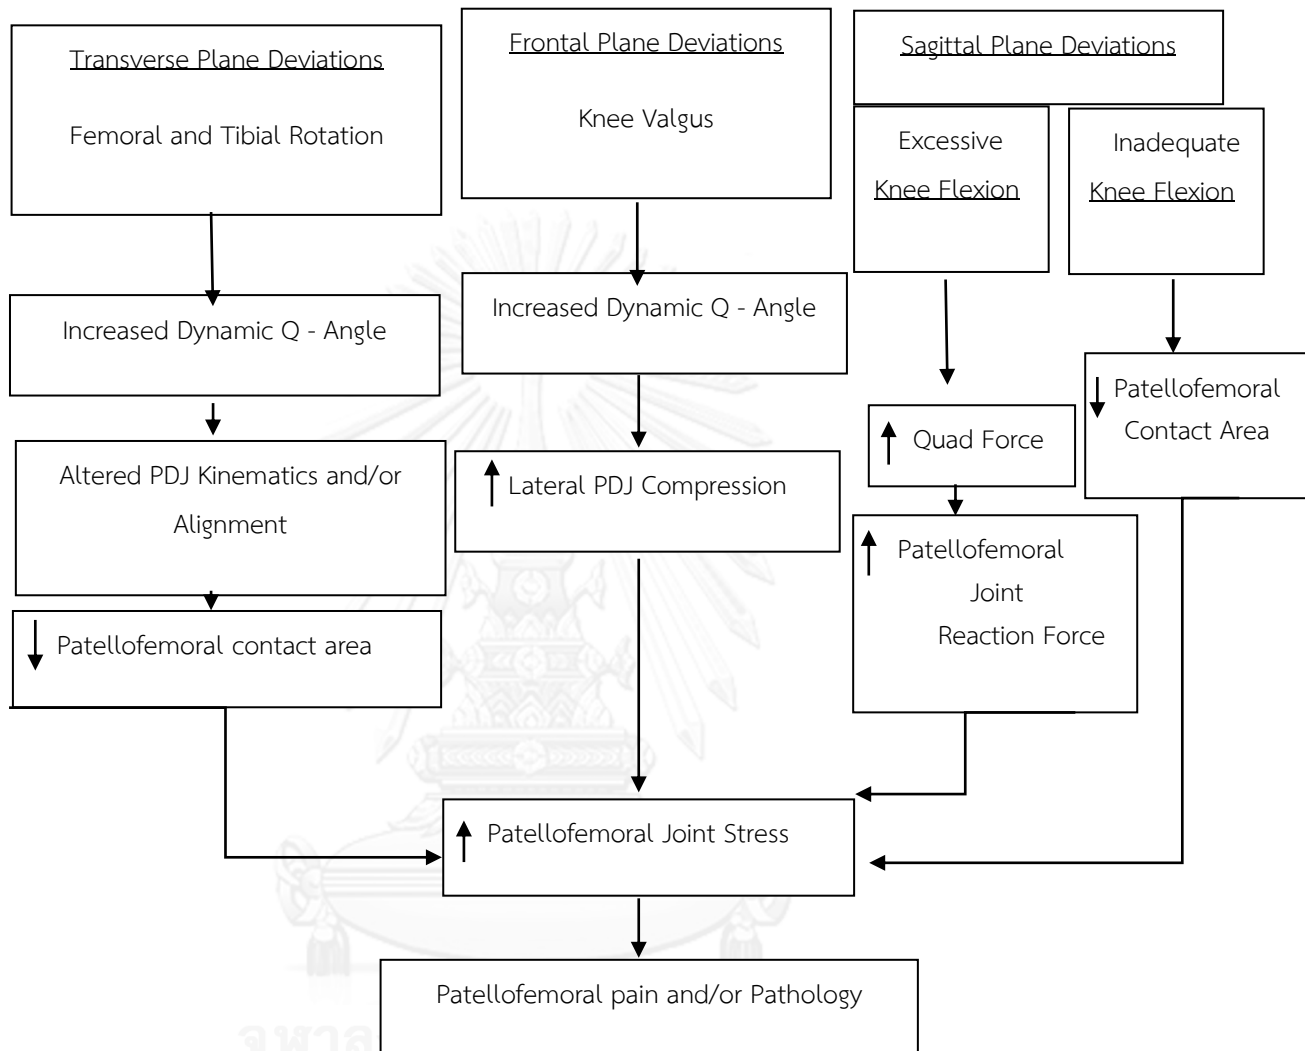 Transverse Plane Deviations
Femoral and Tibial Rotation
Frontal Plane Deviations
Knee Valgus
Sagittal Plane Deviations
Excessive
Knee Flexion
Inadequate
Knee Flexion
Increased Dynamic Q - Angle
Increased Dynamic Q - Angle
↑ Quad Force
↓ Patellofemoral
Contact Area
Altered PDJ Kinematics and/or
Alignment
↑ Lateral PDJ Compression
↑ Patellofemoral
Joint
Reaction Force
↓ Patellofemoral contact area
↑ Patellofemoral Joint Stress
Patellofemoral pain and/or Pathology